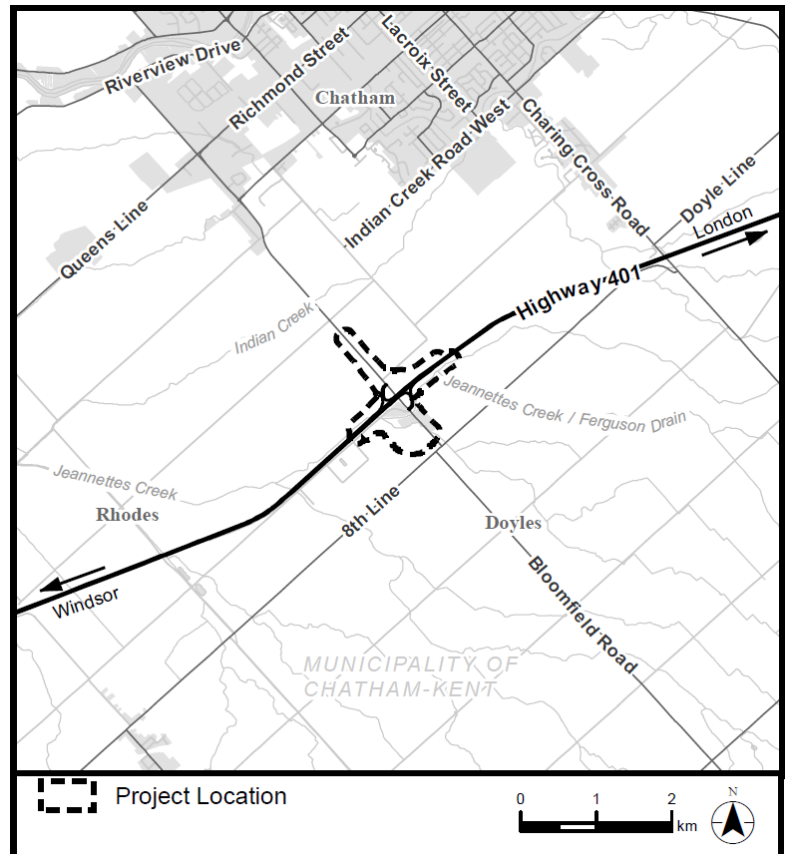 Riverview Drive
Richmond Street
Lacroix Street
Chatham
Indian Creek Road West
Charing Cross Road
Doyle Line
London
Queens Line
Highway 401
Indian Creek
Jeannettes Creek / Ferguson Drain
Jeannettes Creek
Rhodes
8th Line
Doyles
Windsor
Bloomfield Road
MUNICIPALITY OF
CHATHAM-KENT
Project Location
0 1 2
km
N